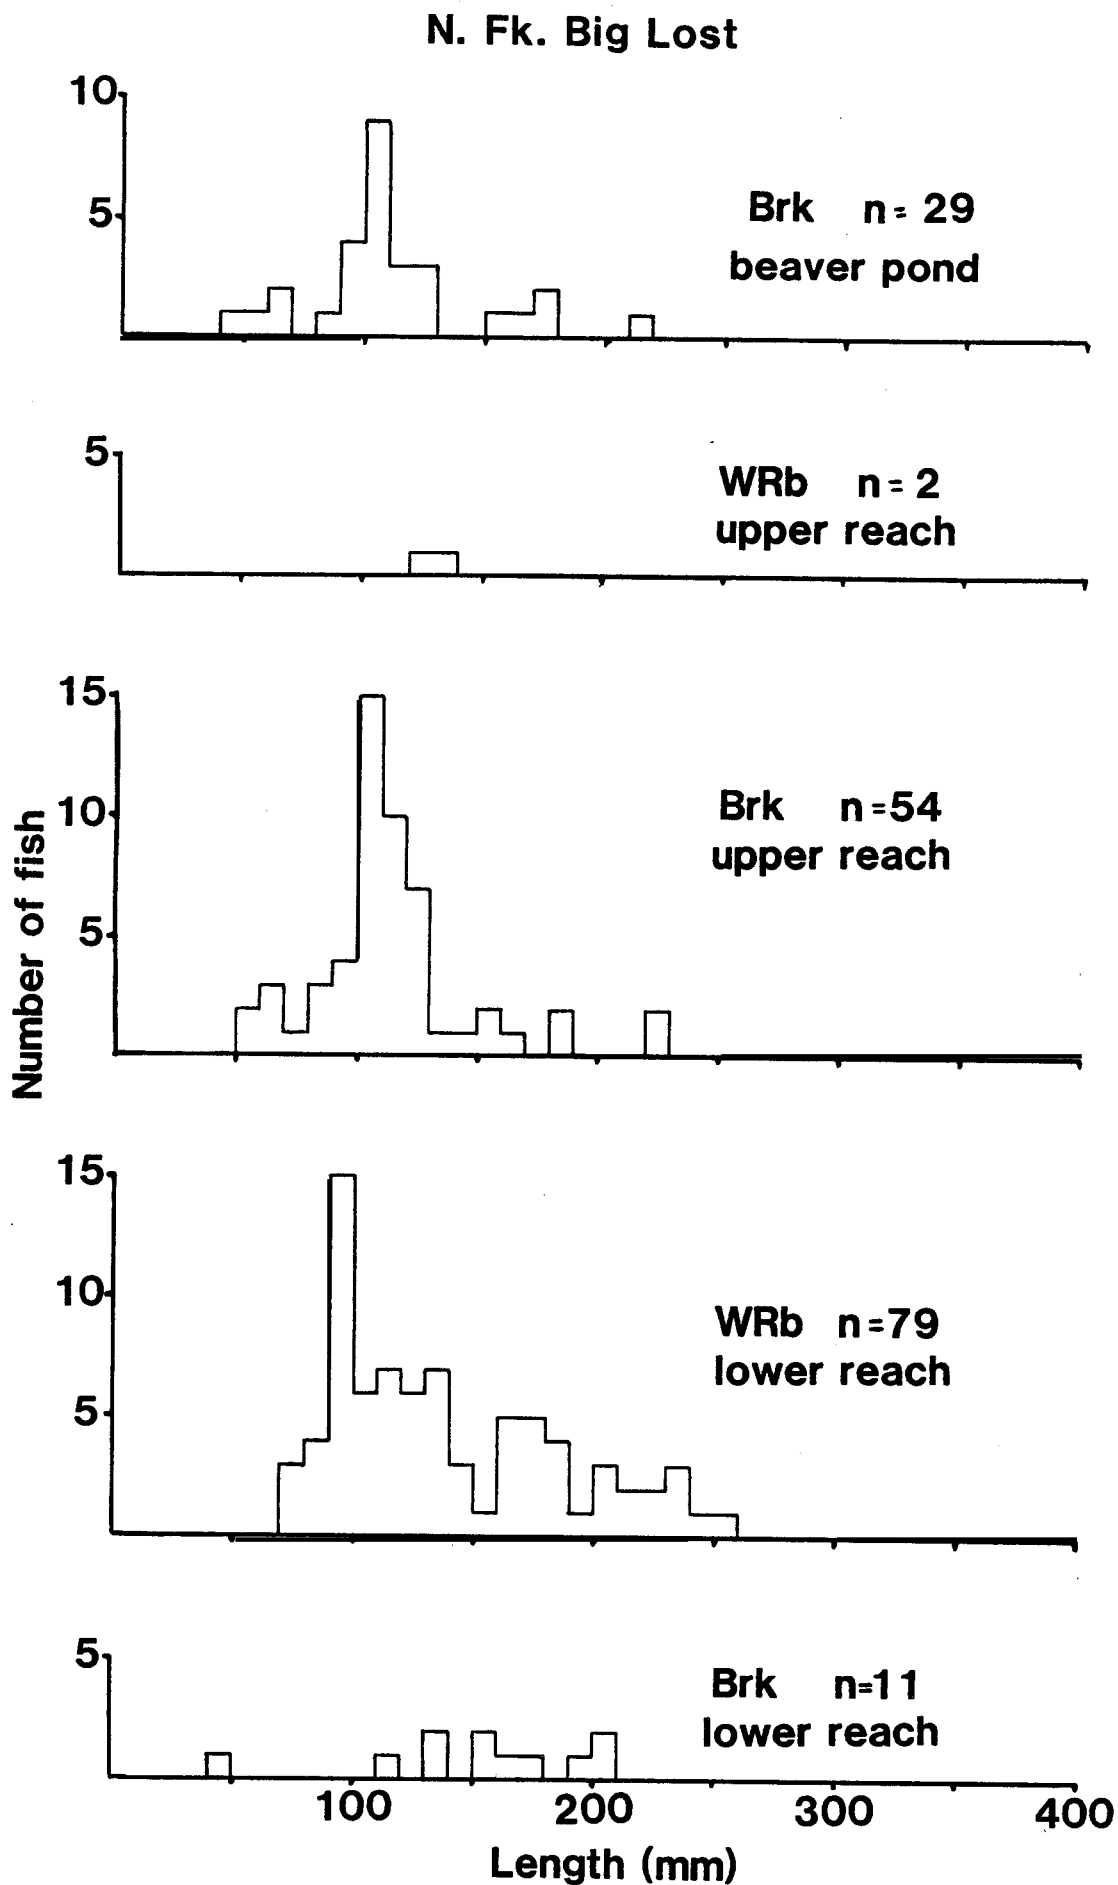 N. Fk. Big Lost
10
5
Brk n= 29
beaver pond
5
WRb n= 2
upper reach
15
10
5
Brk n=54
upper reach
Number of fish
15
10
5
WRb n=79
lower reach
5
Brk n=11
lower reach
100 200 300 400
Length (mm)